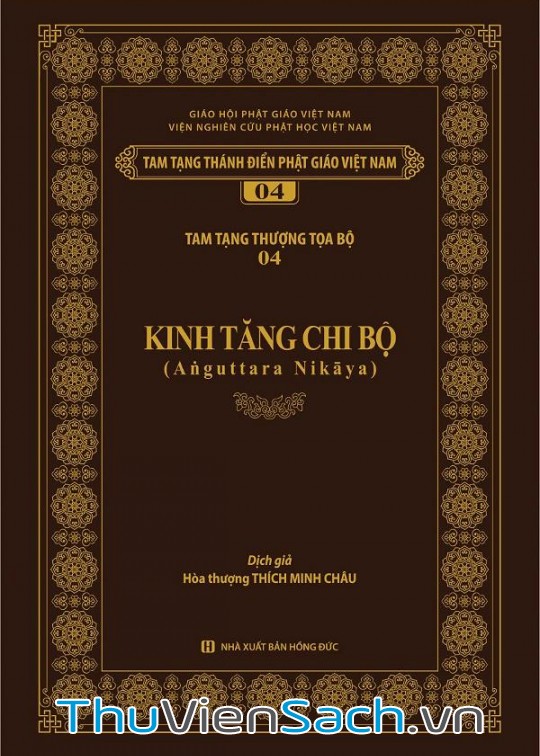 GIÁO HỘI PHẬT GIÁO VIỆT NAM
VIỆN NGHIÊN CỨU PHẬT HỌC VIỆT NAM
TAM TẠNG THÁNH ĐIỂN PHẬT GIÁO VIỆT NAM
04
TAM TẠNG THƯỢNG TỌA BỘ
04
KINH TĂNG CHI BỘ
(Aṅguttara Nikāya)
Dịch giả
Hòa thượng THÍCH MINH CHÂU
H NHÀ XUẤT BẢN HỒNG ĐỨC
ThuVienSach.vn